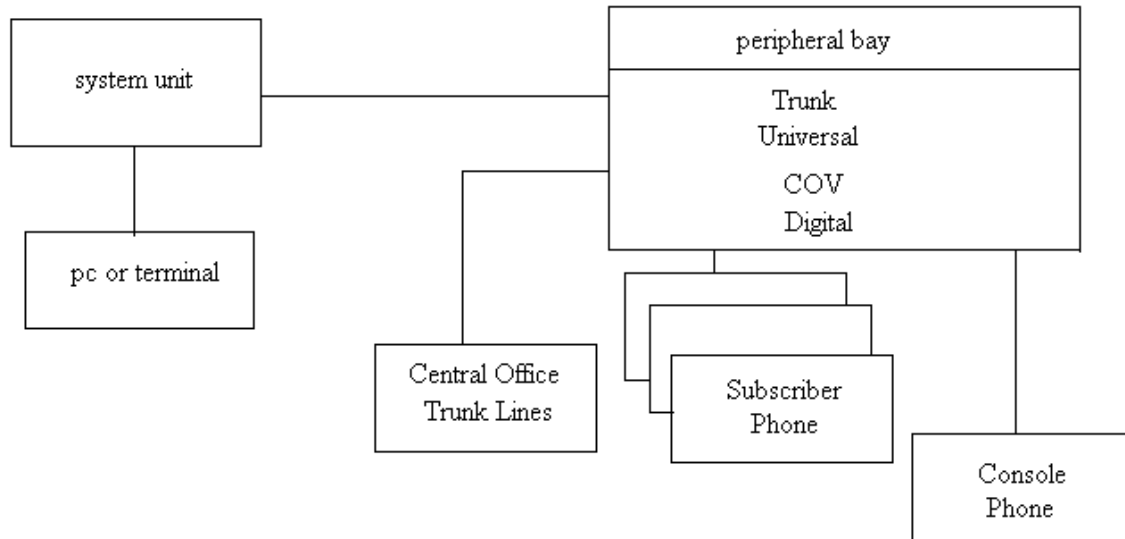 system unit
peripheral bay
Trunk
Universal
COV
Digital
pc or terminal
Central Office
Trunk Lines
Subscriber
Phone
Console
Phone